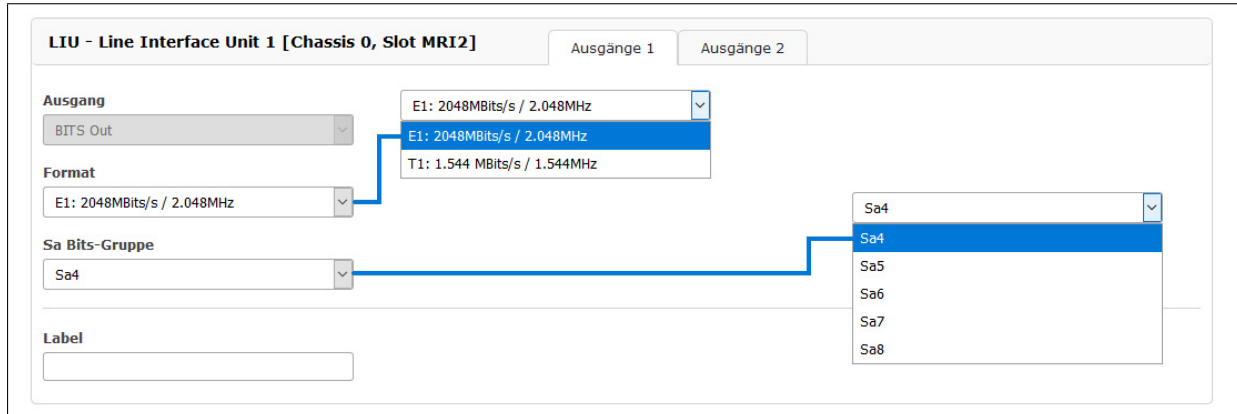 LIU - Line Interface Unit 1 [Chassis 0, Slot MRI2]
Ausgänge 1
Ausgänge 2
Ausgang
BITS Out
E1: 2048MBits/s / 2.048MHz
E1: 2048MBits/s / 2.048MHz
T1: 1.544 MBits/s / 1.544MHz
Format
E1: 2048MBits/s / 2.048MHz
Sa Bits-Gruppe
Sa4
Sa4
Sa4
Sa5
Sa6
Sa7
Sa8
Label